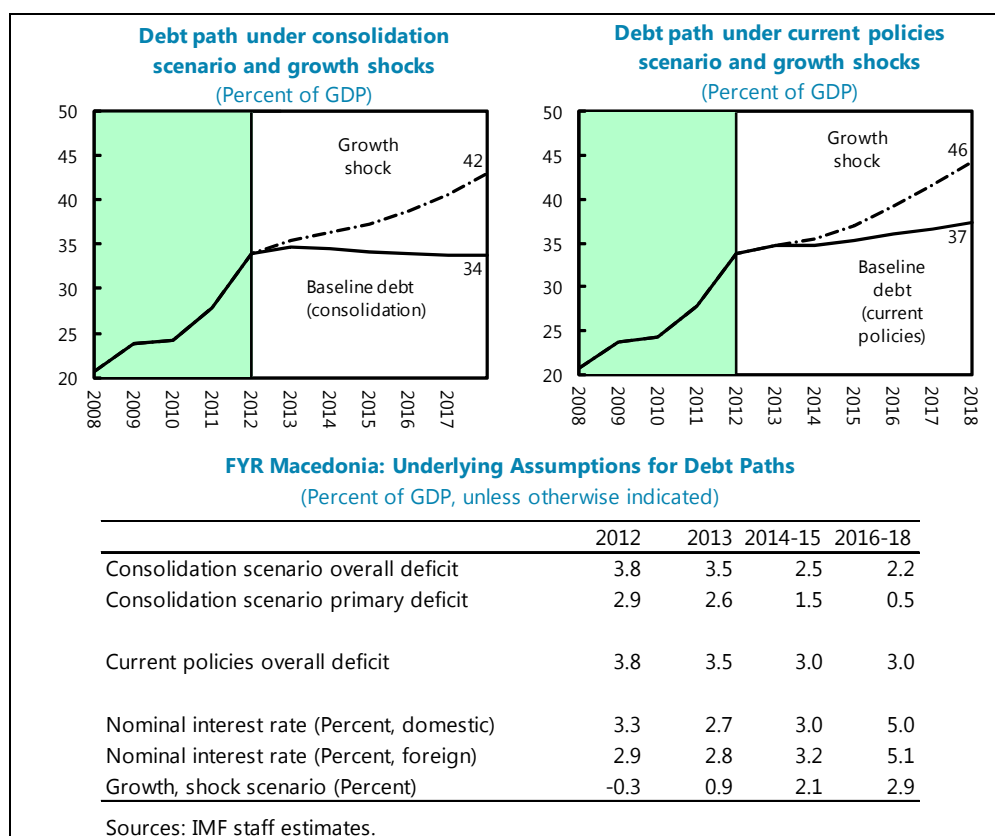 Debt path under consolidation
scenario and growth shocks
(Percent of GDP)
50
45
40
35
30
25
20
Growth
shock
42
34
Baseline debt
(consolidation)
2008
2009
2010
2011
2012
2013
2014
2015
2016
2017
Debt path under current policies
scenario and growth shocks
(Percent of GDP)
50
45
40
35
30
25
20
Growth
shock
46
37
Baseline
debt
(current
policies)
2008
2009
2010
2011
2012
2013
2014
2015
2016
2017
2018
FYR Macedonia: Underlying Assumptions for Debt Paths
(Percent of GDP, unless otherwise indicated)
2012 2013 2014-15 2016-18
Consolidation scenario overall deficit 3.8 3.5 2.5 2.2
Consolidation scenario primary deficit 2.9 2.6 1.5 0.5
Current policies overall deficit 3.8 3.5 3.0 3.0
Nominal interest rate (Percent, domestic) 3.3 2.7 3.0 5.0
Nominal interest rate (Percent, foreign) 2.9 2.8 3.2 5.1
Growth, shock scenario (Percent) -0.3 0.9 2.1 2.9
Sources: IMF staff estimates.